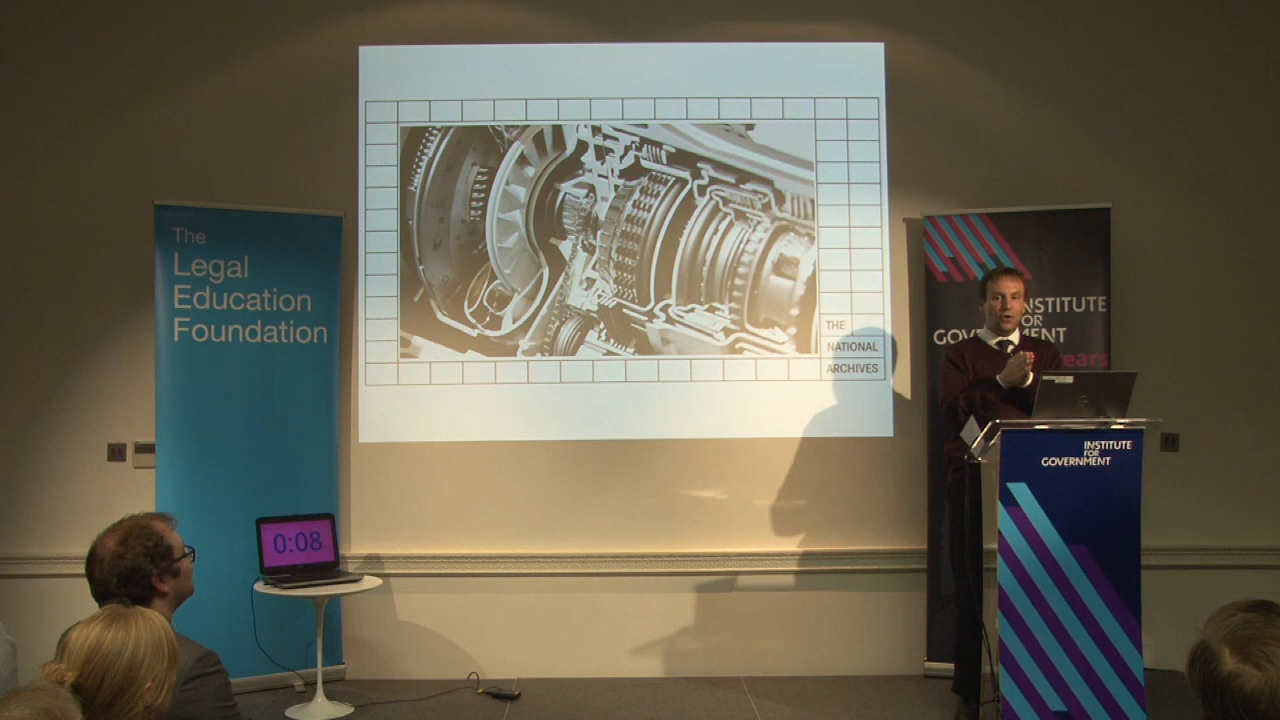 The
Legal
Education
Foundation
THE
NATIONAL
ARCHIVES
0:08
INSTITUTE
FOR
GOVERNMENT
INSTITUTE
FOR
GOVERNMENT